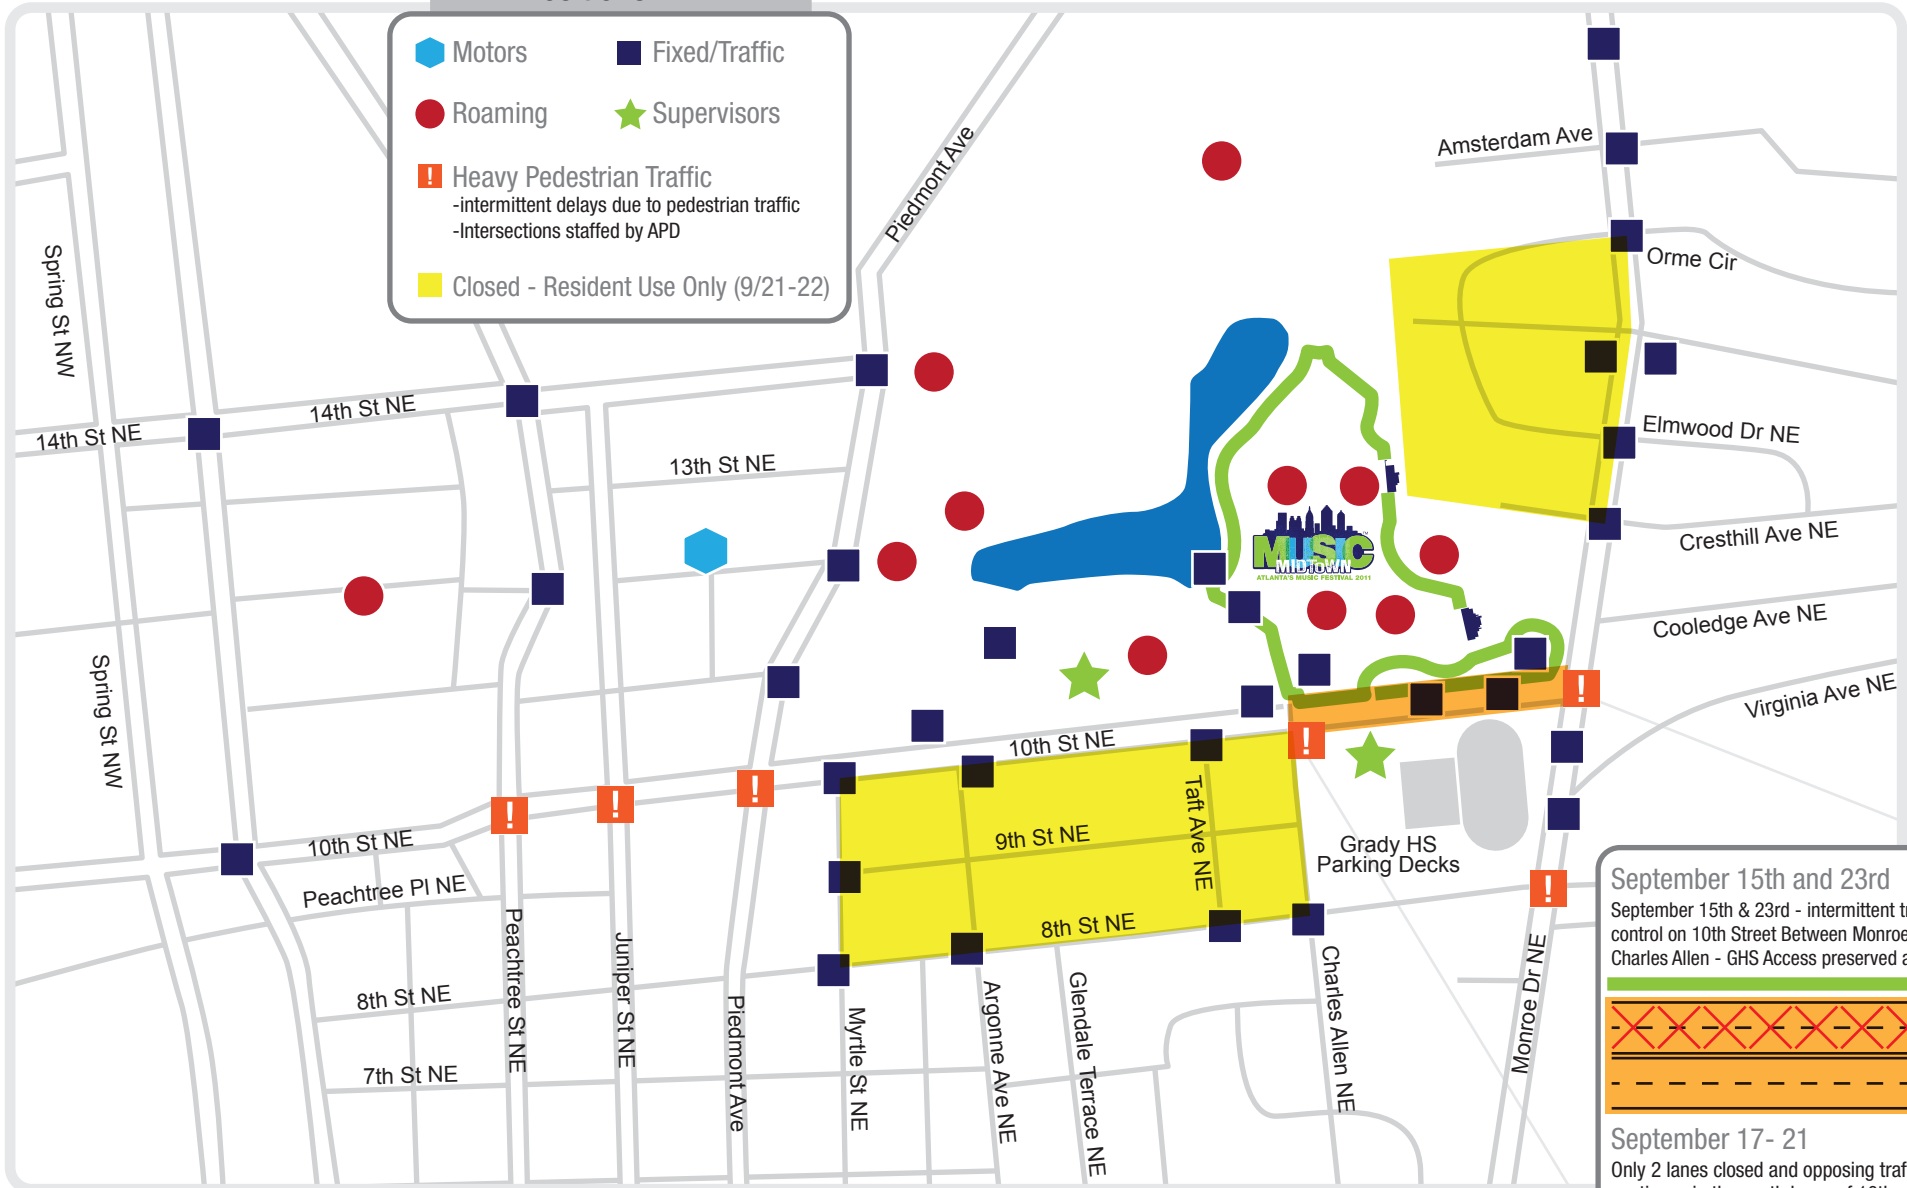 Motors
Fixed/Traffic
Roaming
Supervisors
! Heavy Pedestrian Traffic
-intermittent delays due to pedestrian traffic
-Intersections staffed by APD
Closed - Resident Use Only (9/21-22)
Piedmont Ave
Amsterdam Ave
Orme Cir
Spring St NW
14th St NE
14th St NE
13th St NE
Elmwood Dr NE
Cresthill Ave NE
MUSIC
MIDTOWN
ATLANTA'S MUSIC FESTIVAL 2011
Cooledge Ave NE
Virginia Ave NE
Spring St NW
!
!
10th St NE
!
!
!
Taft Ave NE
10th St NE
9th St NE
Grady HS
Parking Decks
Peachtree Pl NE
!
8th St NE
Peachtree St NE
Juniper St NE
Piedmont Ave
Myrtle St NE
Argonne Ave NE
Glendale Terrace NE
Charles Allen NE
Monroe Dr NE
8th St NE
7th St NE
September 15th and 23rd
September 15th & 23rd - intermittent
control on 10th Street Between Monroe
Charles Allen - GHS Access preserved
September 17- 21
Only 2 lanes closed and opposing